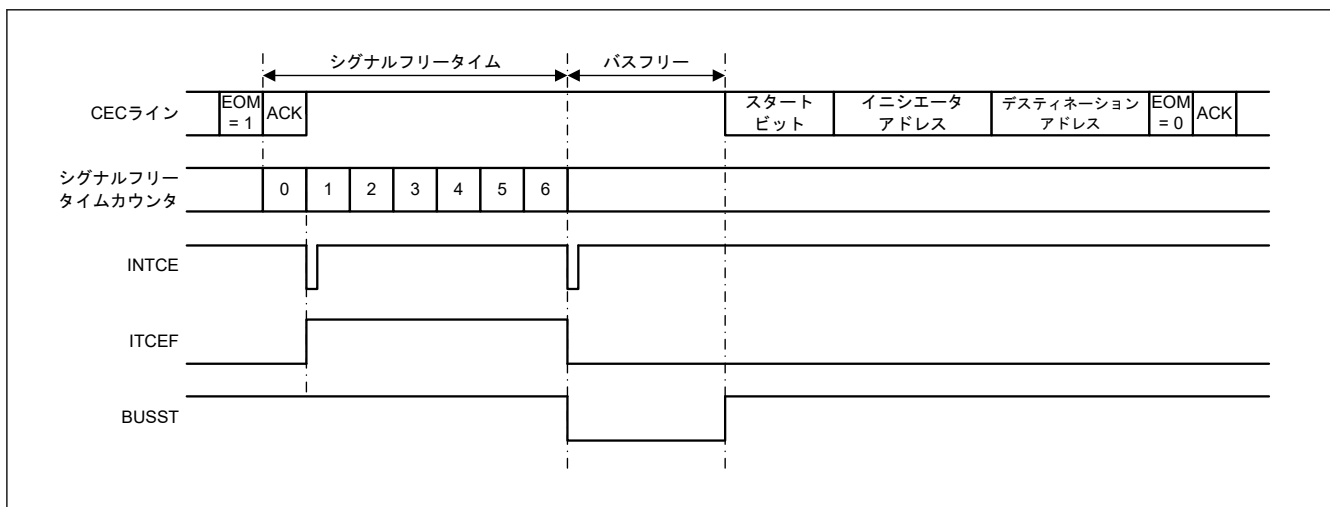 シグナルフリータイム
バスフリー
CECライン
EOM
= 1
ACK
スタート
ビット
イニシエータ
アドレス
デスティネーション
アドレス
EOM
= 0
ACK
シグナルフリー
タイムカウンタ
0
1
2
3
4
5
6
INTCE
ITCEF
BUSST